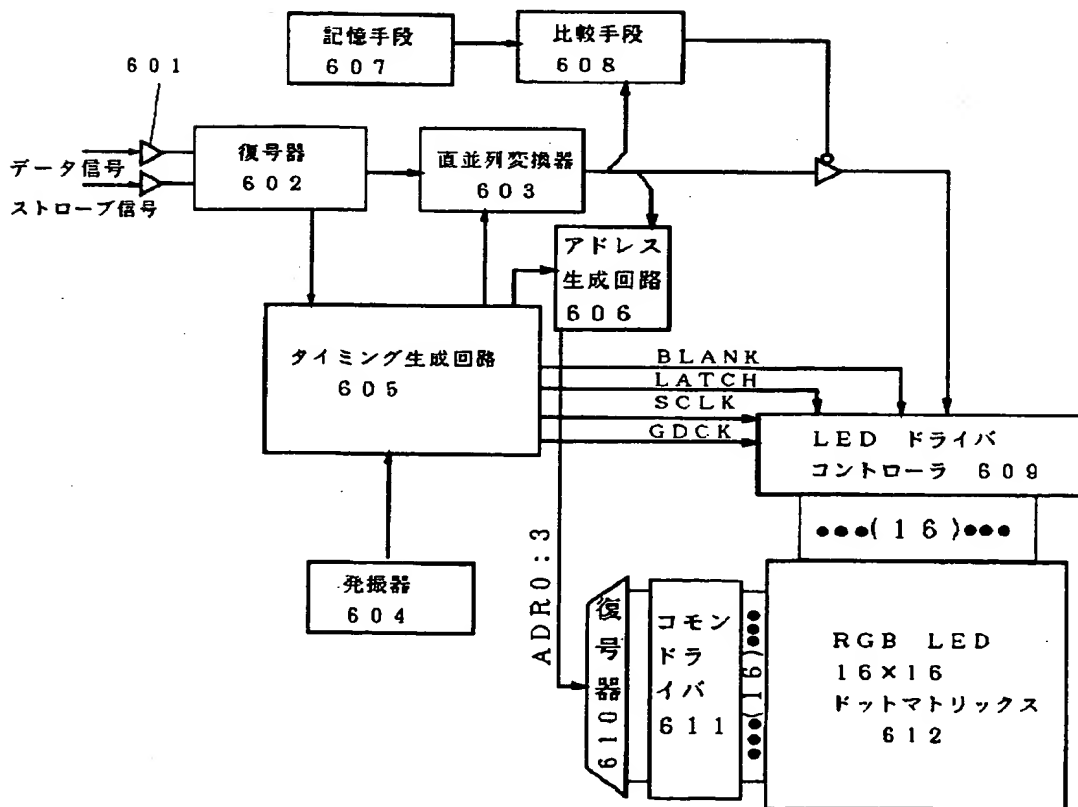 記憶手段
607
比較手段
608
601
データ信号
ストローブ信号
復号器
602
直並列変換器
603
アドレス
生成回路
606
タイミング生成回路
605
BLANK
LATCH
SCLK
GDCK
LED ドライバ
コントローラ 609
•••(16)•••
発振器
604
ADR0:3
復号器610
コモン
ドラ
イバ
611
•••(16)•••
RGB LED
16×16
ドットマトリックス
612